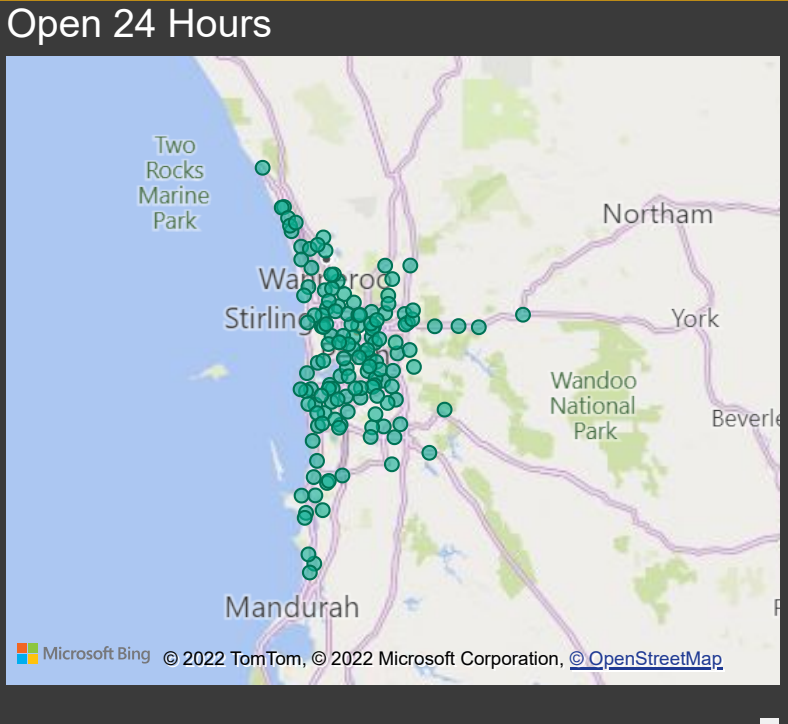 Open 24 Hours
Two
Rocks
Marine
Park
Northam
Stirling
York
Wandoo
National
Park
Mandurah
Microsoft Bing
© 2022 TomTom, © 2022 Microsoft Corporation, © OpenStreetMap